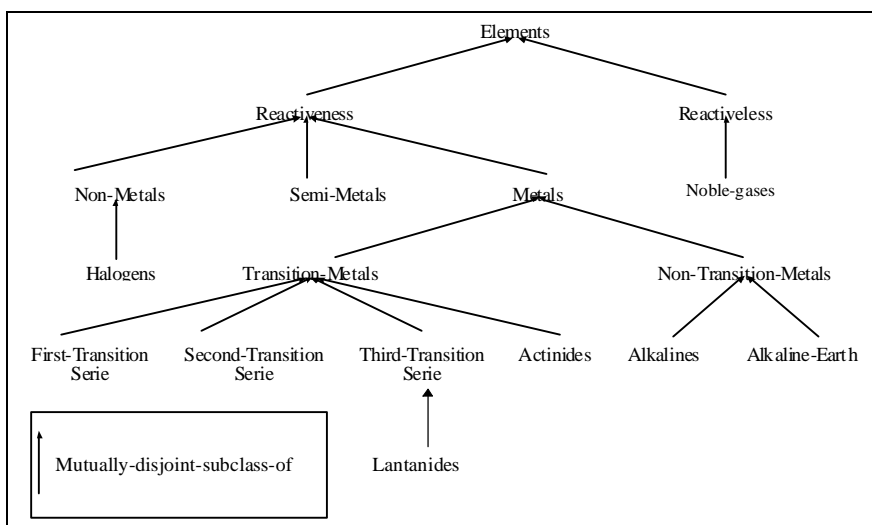 Elements
Reactiveness Reactiveless
Non-Metals Semi-Metals Metals Noble-gases
Halogens Transition-Metals Non-Transition-Metals
First-Transition Second-Transition Third-Transition Actinides Alkalines Alkaline-Earth
Serie Serie Serie
Mutually-disjoint-subclass-of Lantanides